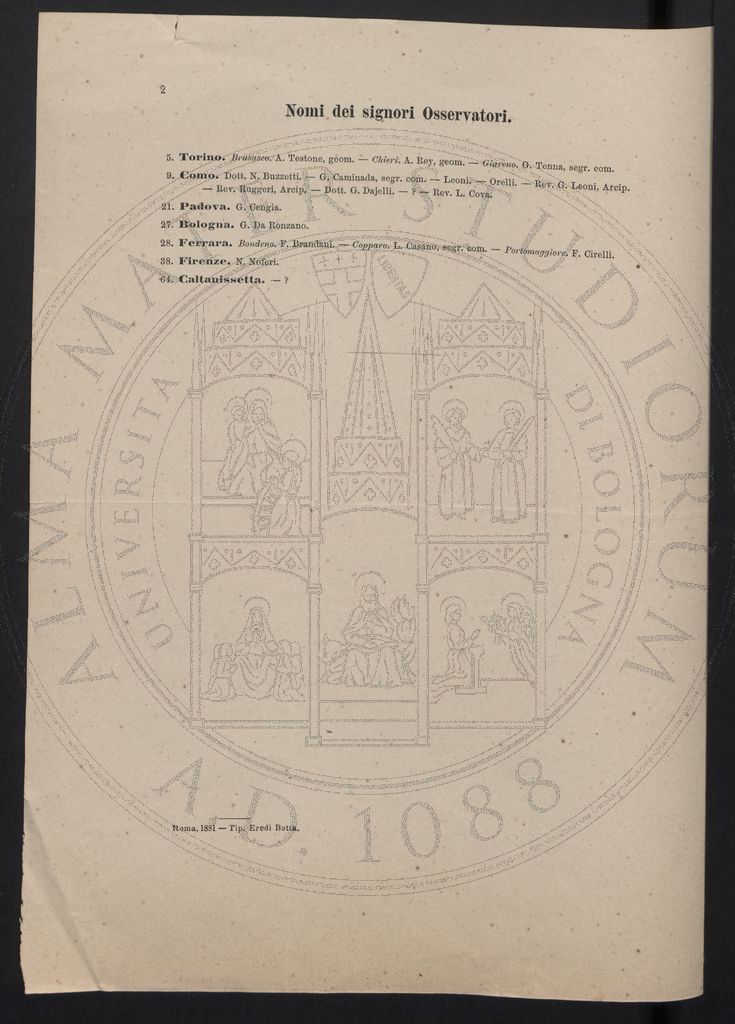 2
Nomi dei signori Osservatori.
5. Torino. Brusasco. A. Testone, geom. — Chieri. A. Rey, geom. — Giaveno. G. Tenna, segr. com.
9. Como. Dott. N. Buzzetti. — G. Caminada, segr. com. — Leoni. — Orelli. — Rev. G. Leoni, Arcip.
— Rev. Ruggeri, Arcip. — Dott. G. Dajelli. — ? — Rev. L. Cova.
21. Padova. G. Cengia.
27. Bologna. G. Da Ronzano.
28. Ferrara. Bondeno. F. Brandani. — Copparo. L. Casano, segr. com. — Portomaggiore. F. Cirelli.
38. Firenze. N. Noferi.
64. Caltanissetta. — ?
ALMA MATER STUDIORUM
UNIVERSITA DI BOLOGNA
LIBERTAS
A.D. 1088
Roma, 1881 — Tip. Eredi Botta.